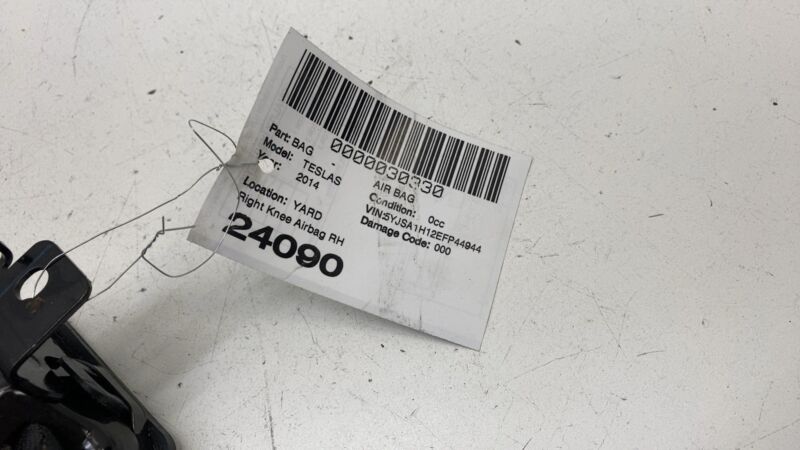 0000030330
Part: BAG - AIR BAG
Model: TESLAS Condition: 0cc
Year: 2014 VIN:5YJSA1H12EFP44944
Damage Code: 000
Location: YARD
Right Knee Airbag RH
24090